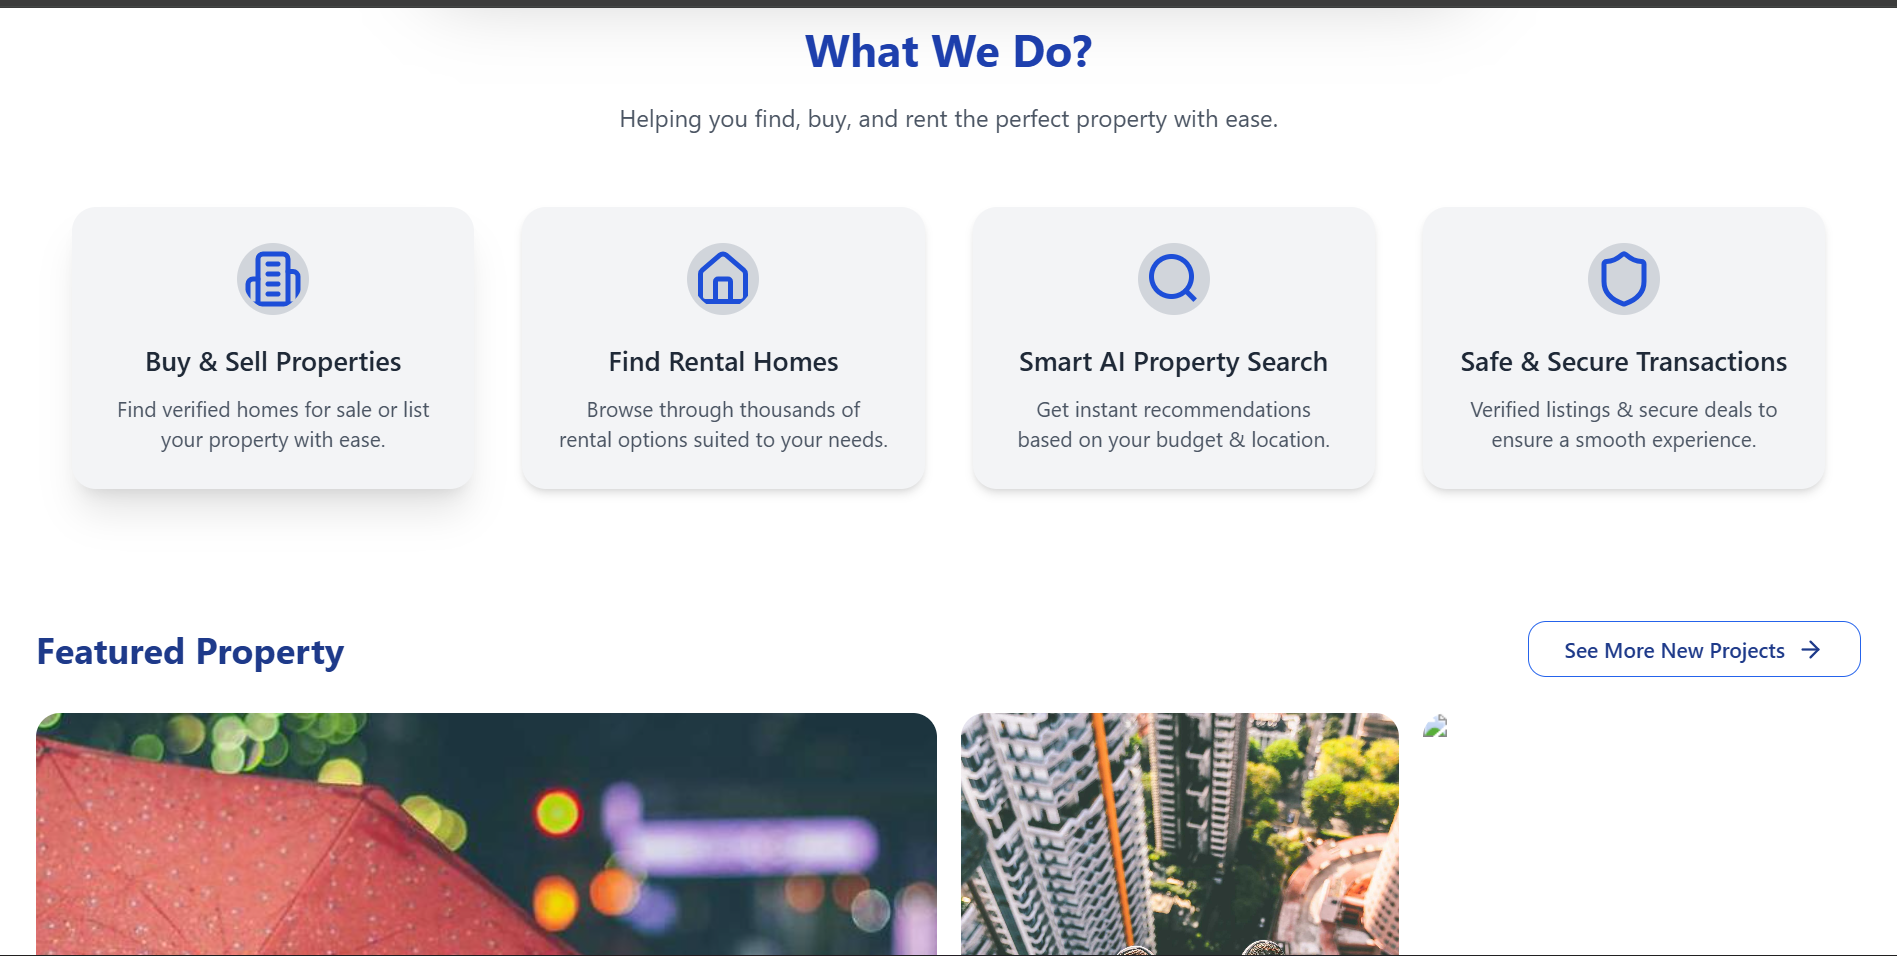 What We Do?
Helping you find, buy, and rent the perfect property with ease.
Buy & Sell Properties
Find verified homes for sale or list
your property with ease.
Find Rental Homes
Browse through thousands of
rental options suited to your needs.
Smart AI Property Search
Get instant recommendations
based on your budget & location.
Safe & Secure Transactions
Verified listings & secure deals to
ensure a smooth experience.
Featured Property
See More New Projects